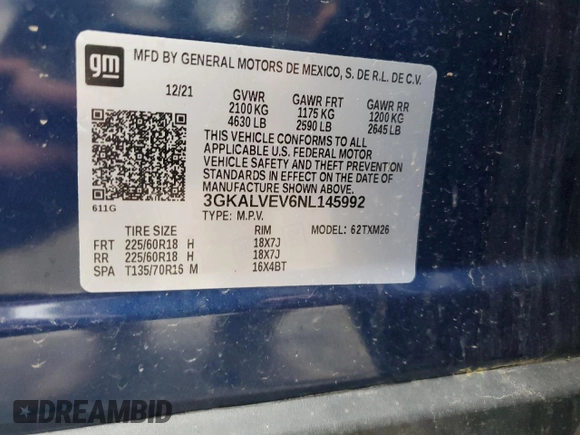 gm
MFD BY GENERAL MOTORS DE MEXICO, S. DE R.L. DE C.V.
12/21 GVWR GAWR FRT GAWR RR
2100 KG 1175 KG 1200 KG
4630 LB 2590 LB 2645 LB
THIS VEHICLE CONFORMS TO ALL
APPLICABLE U.S. FEDERAL MOTOR
VEHICLE SAFETY AND THEFT PREVENTION
STANDARDS IN EFFECT ON THE DATE OF
MANUFACTURE SHOWN ABOVE.
611G 3GKALVEV6NL145992
TYPE: M.P.V. MODEL: 62TXM26
TIRE SIZE RIM
FRT 225/60R18 H 18X7J
RR 225/60R18 H 18X7J
SPA T135/70R16 M 16X4BT
DREAMBID